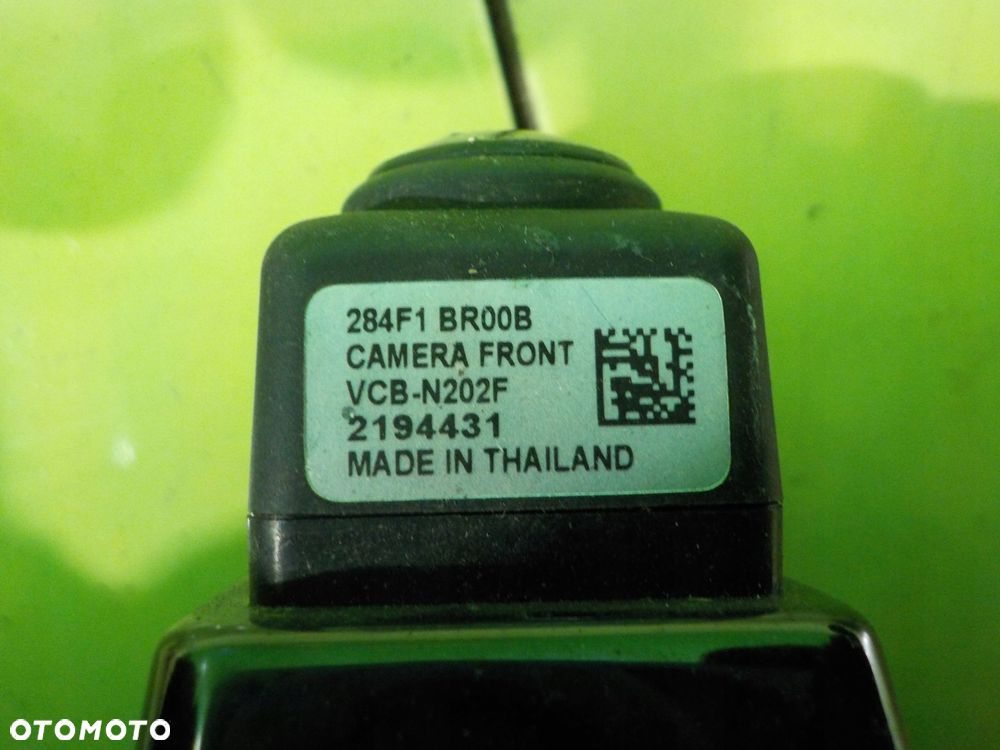 284F1 BR00B
CAMERA FRONT
VCB-N202F
2194431
MADE IN THAILAND
OTOMOTO